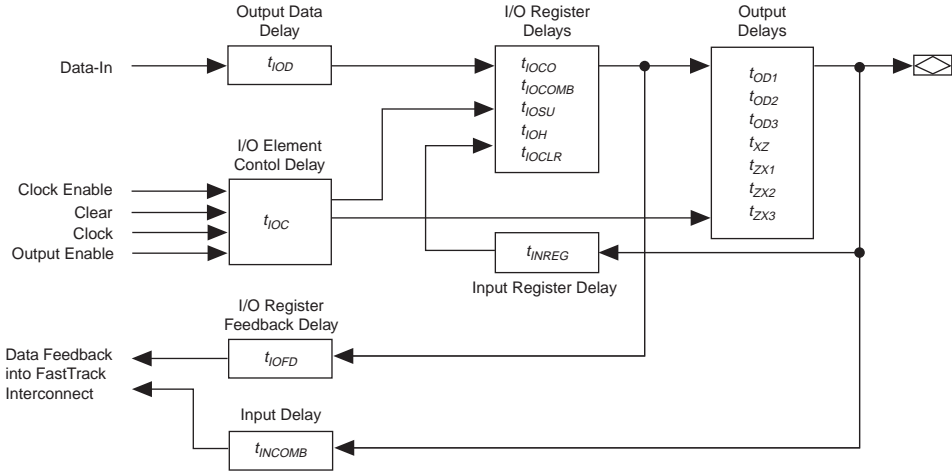 Output Data
Delay
I/O Register
Delays
Output
Delays
Data-In
tIOD
tIOCO
tIOCOMB
tIOSU
tIOH
tIOCLR
tOD1
tOD2
tOD3
tXZ
tZX1
tZX2
tZX3
I/O Element
Contol Delay
Clock Enable
Clear
Clock
Output Enable
tIOC
tINREG
Input Register Delay
I/O Register
Feedback Delay
Data Feedback
into FastTrack
Interconnect
tIOFD
Input Delay
tINCOMB